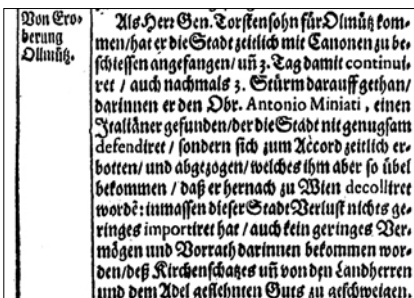 Von Ero⸗
berung
Ollmütz.
Als Herr Gen. Torstensohn für Olmütz kom⸗
men/hat er die Stadt zeitlich mit Canonen zu be⸗
schiessen angefangen/ uñ 3. Tag damit continui⸗
ret / auch nachmals 3. Stürm darauff gethan/
darinnen er den Obr. Antonio Miniati, einen
Italiäner gefunden/der die Stadt nit genugsam
defendiret / sondern sich zum Accord zeitlich er⸗
botten/ und abgezogen/ welches ihm aber so übel
bekommen / daß er hernach zu Wien decolliret
wordē: inmassen dieser Stadt Verlust nichts ge⸗
ringes importiret hat / auch kein geringes Ver⸗
mögen und Vorrath darinnen bekommen wor⸗
den/deß Kirchenschatzes uñ von den Landherren
und dem Adel geflehnten Guts zu geschweigen.